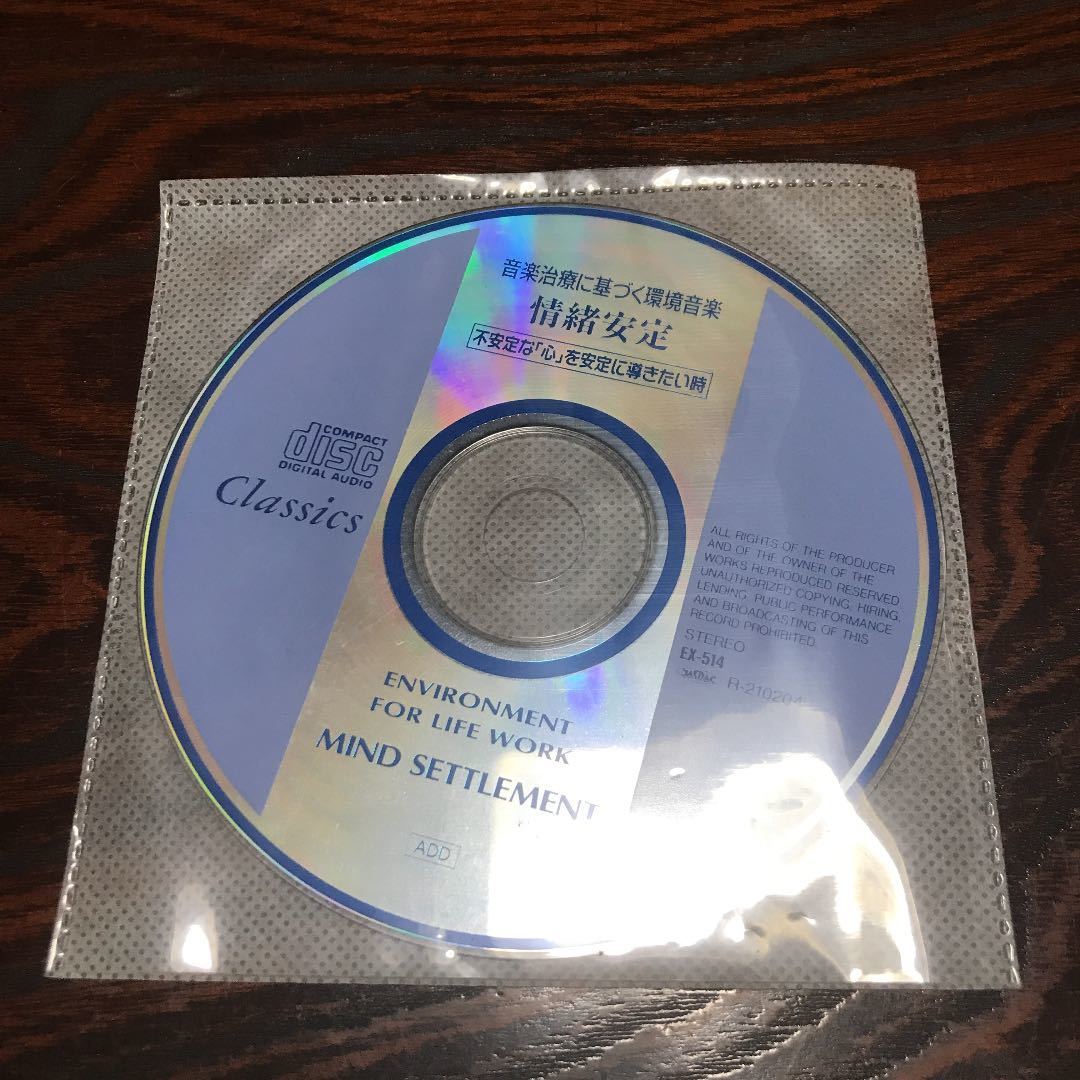 音楽治療に基づく環境音楽
情緒安定
不安定な「心」を安定に導きたい時
COMPACT
disc
DIGITAL AUDIO
Classics
ALL RIGHTS OF THE PRODUCER
AND OF THE OWNER OF THE
WORKS REPRODUCED RESERVED
UNAUTHORIZED COPYING, HIRING,
LENDING, PUBLIC PERFORMANCE
AND BROADCASTING OF THIS
RECORD PROHIBITED.
STEREO
EX-514
JASRAC R-210204
ENVIRONMENT
FOR LIFE WORK
MIND SETTLEMENT
ADD